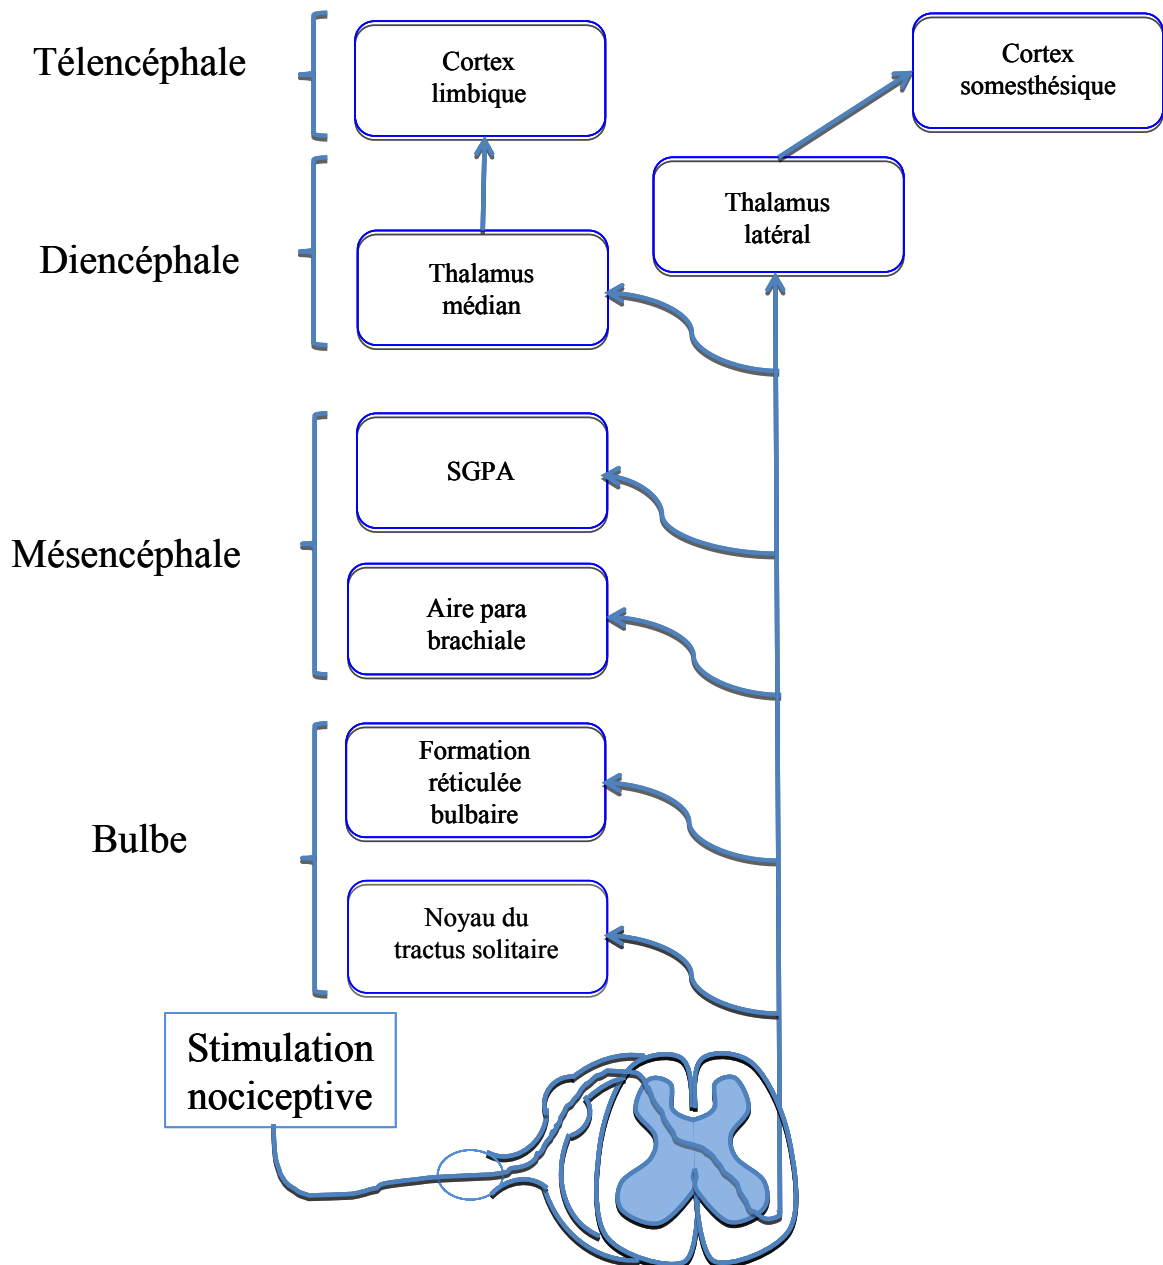 Télencéphale
Cortex
limbique
Cortex
somesthésique
Thalamus
latéral
Diencéphale
Thalamus
médian
SGPA
Mésencéphale
Aire para
brachiale
Formation
réticulée
bulbaire
Bulbe
Noyau du
tractus solitaire
Stimulation
nociceptive